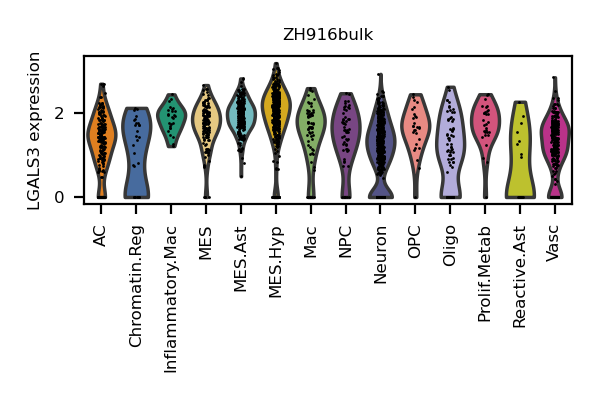 ZH916bulk
LGALS3 expression
2
0
AC
Chromatin.Reg
Inflammatory.Mac
MES
MES.Ast
MES.Hyp
Mac
NPC
Neuron
OPC
Oligo
Prolif.Metab
Reactive.Ast
Vasc